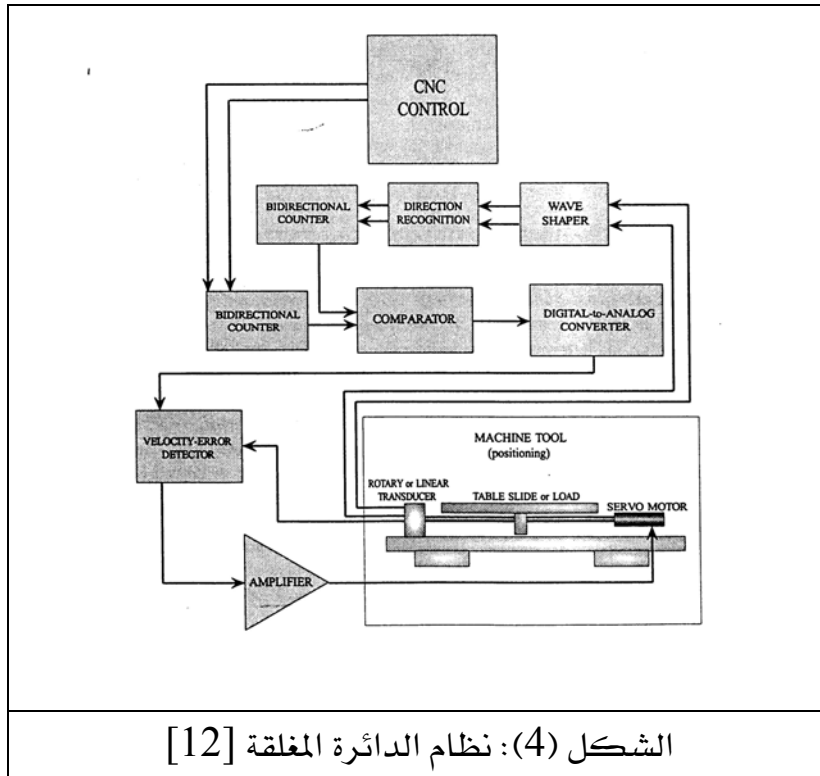 CNC
CONTROL
BIDIRECTIONAL
COUNTER
DIRECTION
RECOGNITION
WAVE
SHAPER
BIDIRECTIONAL
COUNTER
COMPARATOR
DIGITAL-to-ANALOG
CONVERTER
VELOCITY-ERROR
DETECTOR
MACHINE TOOL
(positioning)
ROTARY or LINEAR
TRANSDUCER
TABLE SLIDE or LOAD
SERVO MOTOR
AMPLIFIER
الشكل (4): نظام الدائرة المغلقة [12]